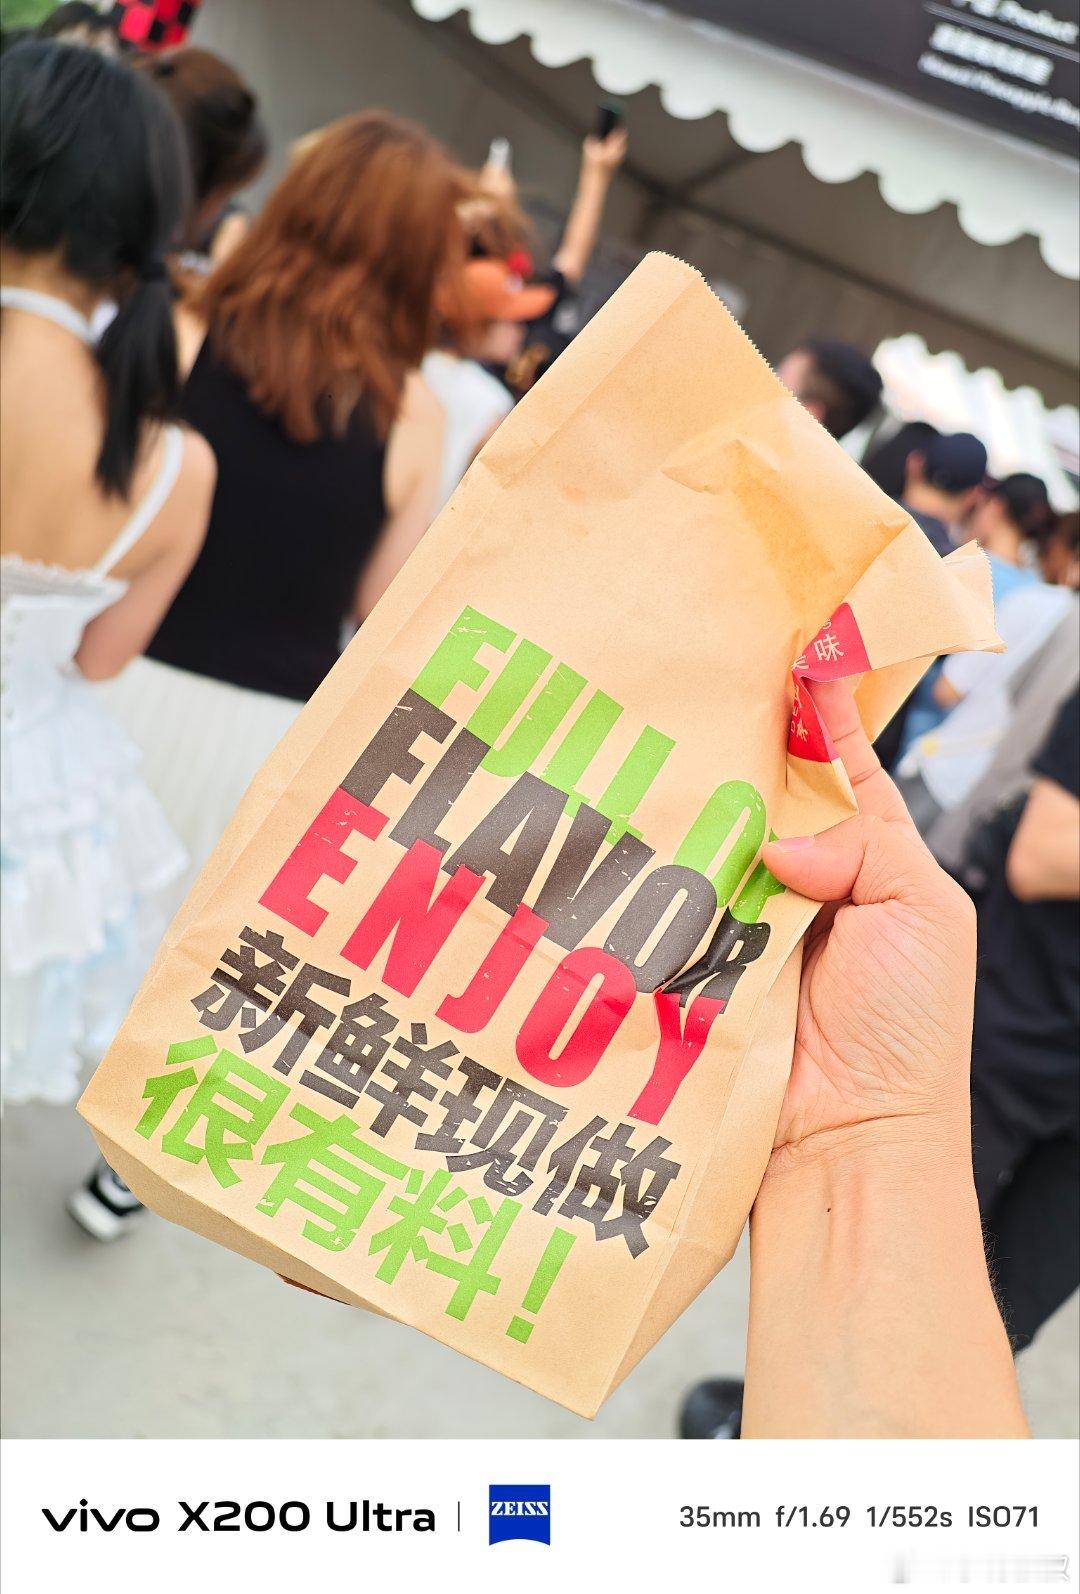 Product
味
FULL OF
FLAVOR
ENJOY
新鲜现做
很有料!
vivo X200 Ultra
ZEISS
35mm f/1.69 1/552s ISO71